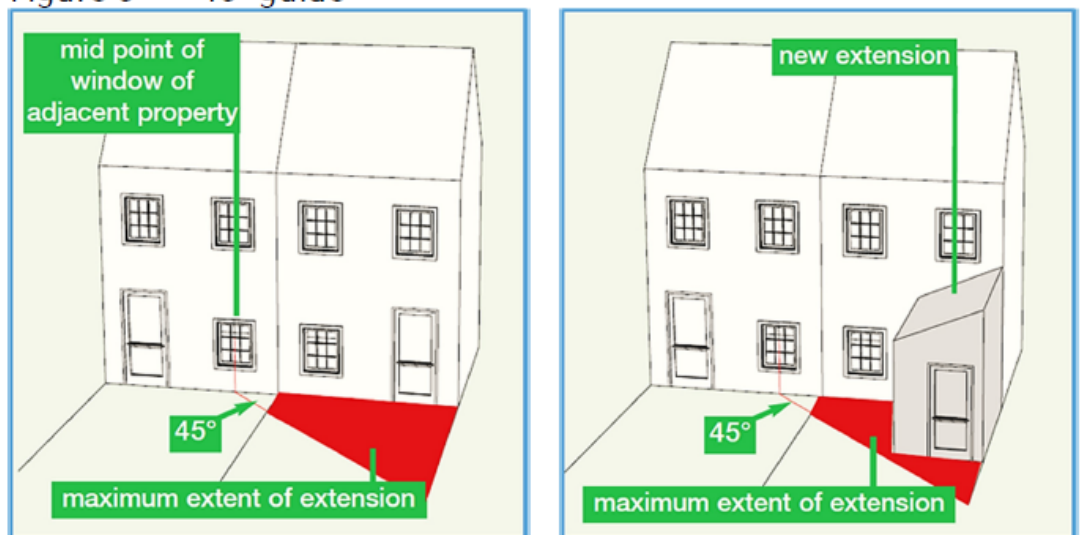 mid point of
window of
adjacent property
45°
maximum extent of extension
new extension
45°
maximum extent of extension